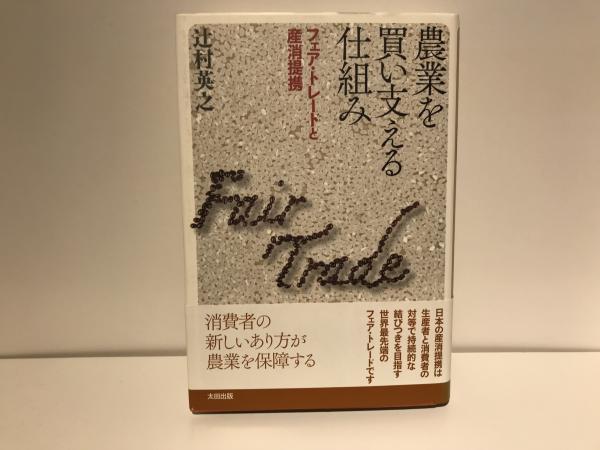 農業を
買い支える
仕組み
フェア・トレードと
産消提携
辻村英之
Fair
Trade
消費者の
新しいあり方が
農業を保障する
日本の産消提携は
生産者と消費者の
対等で持続的な
結びつきを目指す
世界最先端の
フェア・トレードです
太田出版